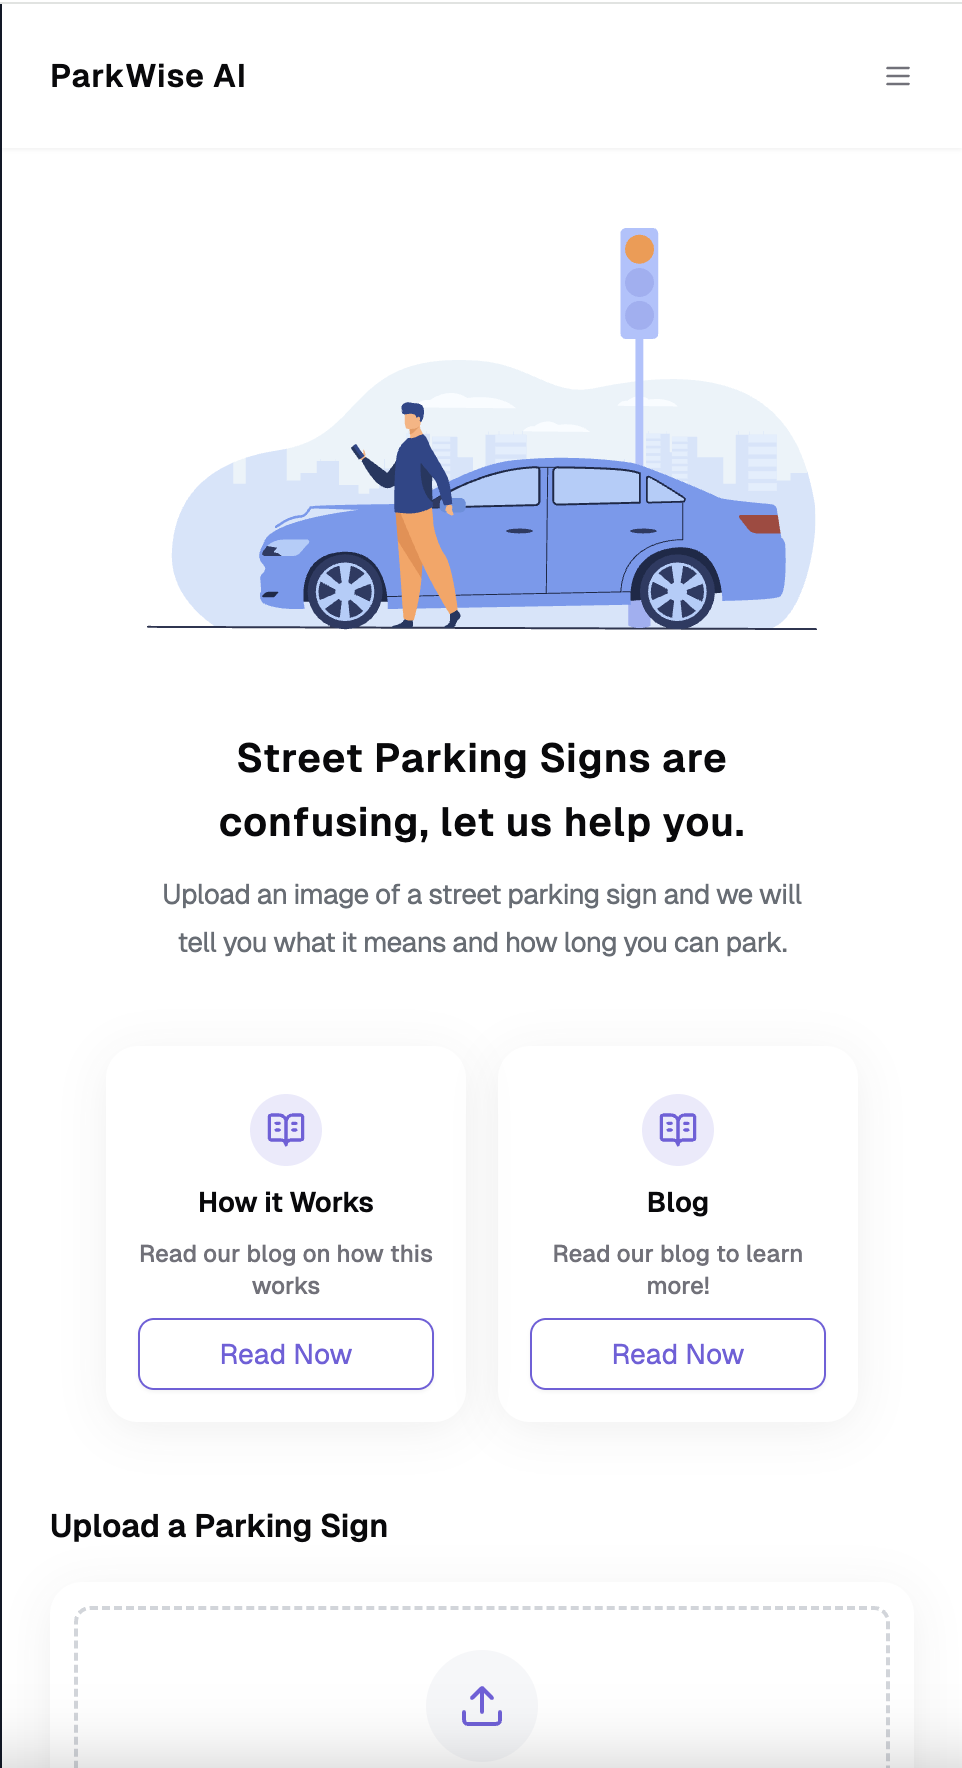 ParkWise AI
Street Parking Signs are
confusing, let us help you.
Upload an image of a street parking sign and we will
tell you what it means and how long you can park.
How it Works
Read our blog on how this
works
Read Now
Blog
Read our blog to learn
more!
Read Now
Upload a Parking Sign